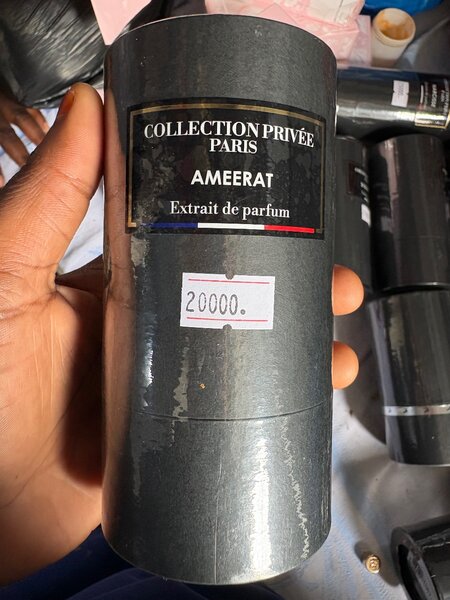 COLLECTION PRIVÉE
PARIS
AMEERAT
Extrait de parfum
20000.